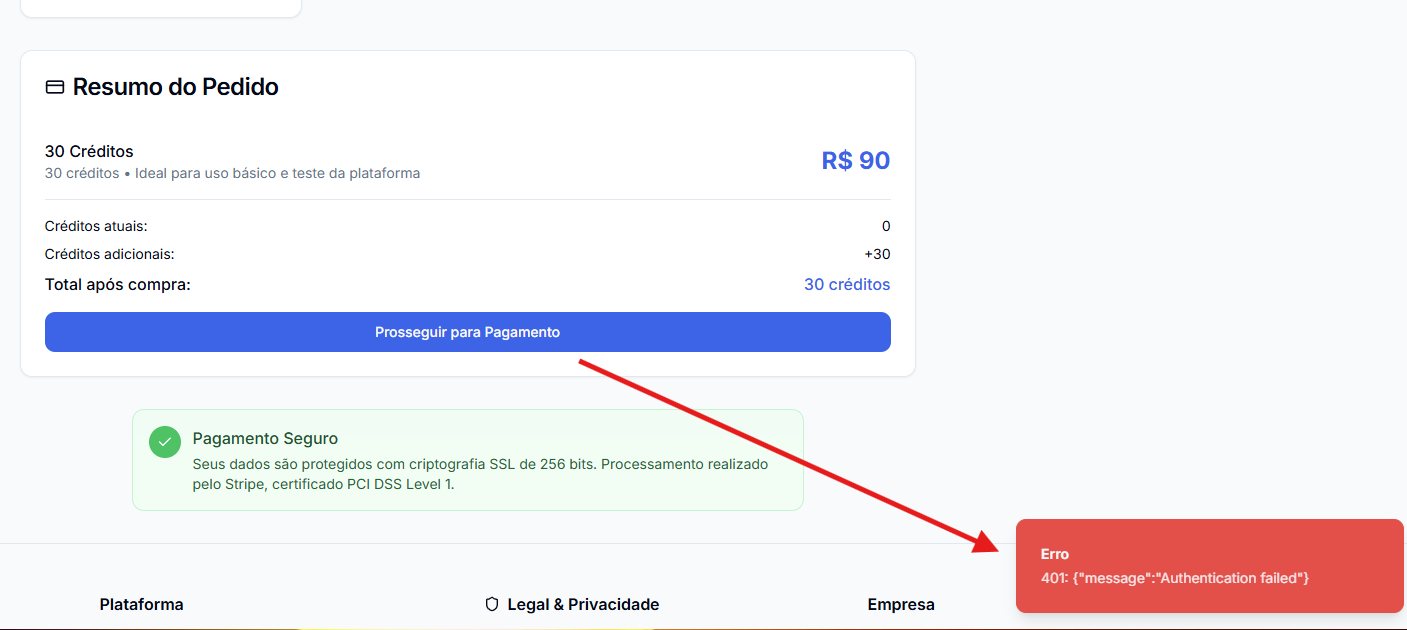 Resumo do Pedido
30 Créditos
R$ 90
30 créditos • Ideal para uso básico e teste da plataforma
Créditos atuais:
0
Créditos adicionais:
+30
Total após compra:
30 créditos
Prosseguir para Pagamento
Pagamento Seguro
Seus dados são protegidos com criptografia SSL de 256 bits. Processamento realizado
pelo Stripe, certificado PCI DSS Level 1.
Erro
401: {"message":"Authentication failed"}
Plataforma
Legal & Privacidade
Empresa